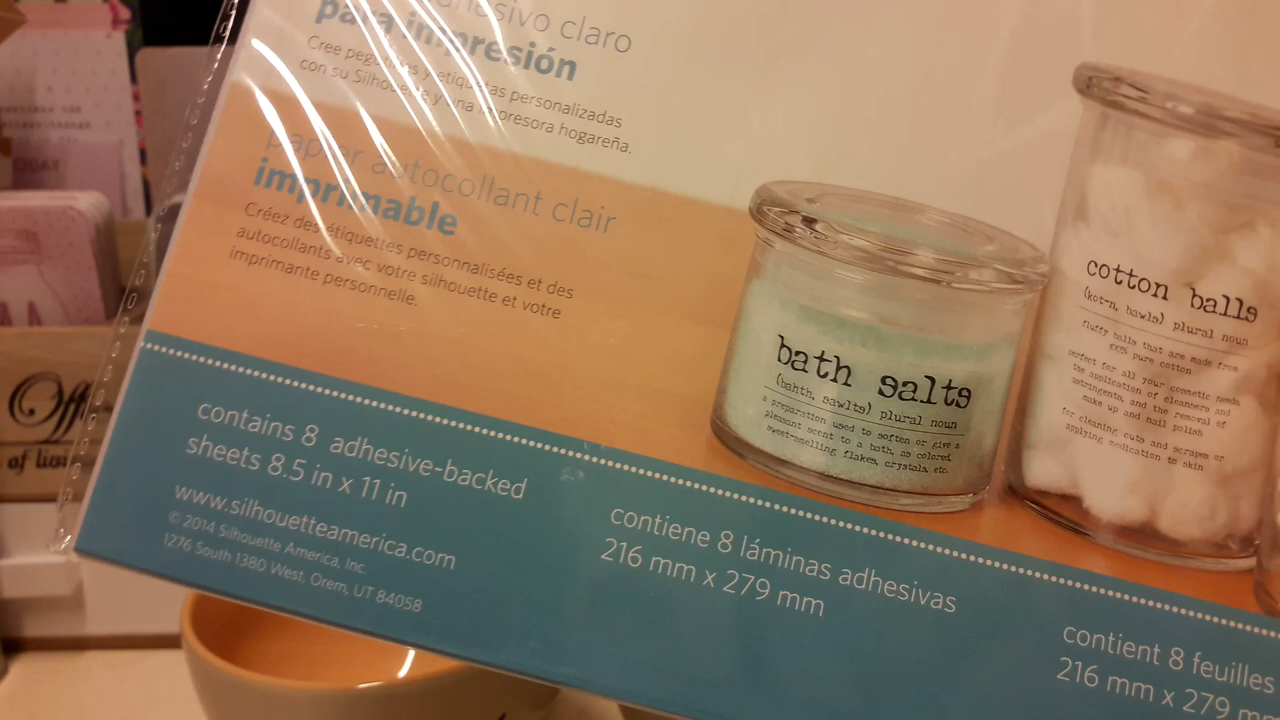 adhesivo claro
para impresión
Cree pegotines y etiquetas personalizadas
con su Silhouette y una impresora hogareña.
papier autocollant clair
imprimable
Créez des étiquettes personnalisées et des
autocollants avec votre silhouette et votre
imprimante personnelle.
bath salts
(bahth, sawlts) plural noun
a preparation used to soften or give a
pleasant scent to a bath, as colored,
sweet-smelling flakes, crystals, etc.
cotton balls
(kot-n, bawls) plural noun
fluffy balls that are made from
100% pure cotton
perfect for all your cosmetic needs
the application of cleansers and
astringents, and the removal of
make up and nail polish
for cleaning cuts and scrapes or
applying medication to skin
contains 8 adhesive-backed
sheets 8.5 in x 11 in
www.silhouetteamerica.com
© 2014 Silhouette America, Inc.
1276 South 1380 West, Orem, UT 84058
contiene 8 láminas adhesivas
216 mm x 279 mm
contient 8 feuilles
216 mm x 279 mm
ODAY
Off
of livi